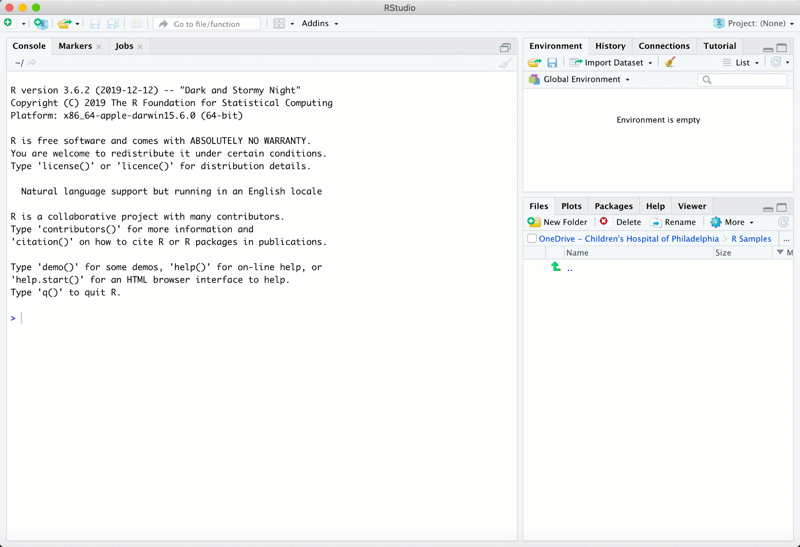 RStudio
Go to file/function
Addins
Project: (None)
Console Markers Jobs
~/
R version 3.6.2 (2019-12-12) -- "Dark and Stormy Night"
Copyright (C) 2019 The R Foundation for Statistical Computing
Platform: x86_64-apple-darwin15.6.0 (64-bit)
R is free software and comes with ABSOLUTELY NO WARRANTY.
You are welcome to redistribute it under certain conditions.
Type 'license()' or 'licence()' for distribution details.
Natural language support but running in an English locale
R is a collaborative project with many contributors.
Type 'contributors()' for more information and
'citation()' on how to cite R or R packages in publications.
Type 'demo()' for some demos, 'help()' for on-line help, or
'help.start()' for an HTML browser interface to help.
Type 'q()' to quit R.
>
Environment History Connections Tutorial
Import Dataset List
Global Environment
Environment is empty
Files Plots Packages Help Viewer
New Folder Delete Rename More
OneDrive - Children's Hospital of Philadelphia R Samples ...
Name Size M
..